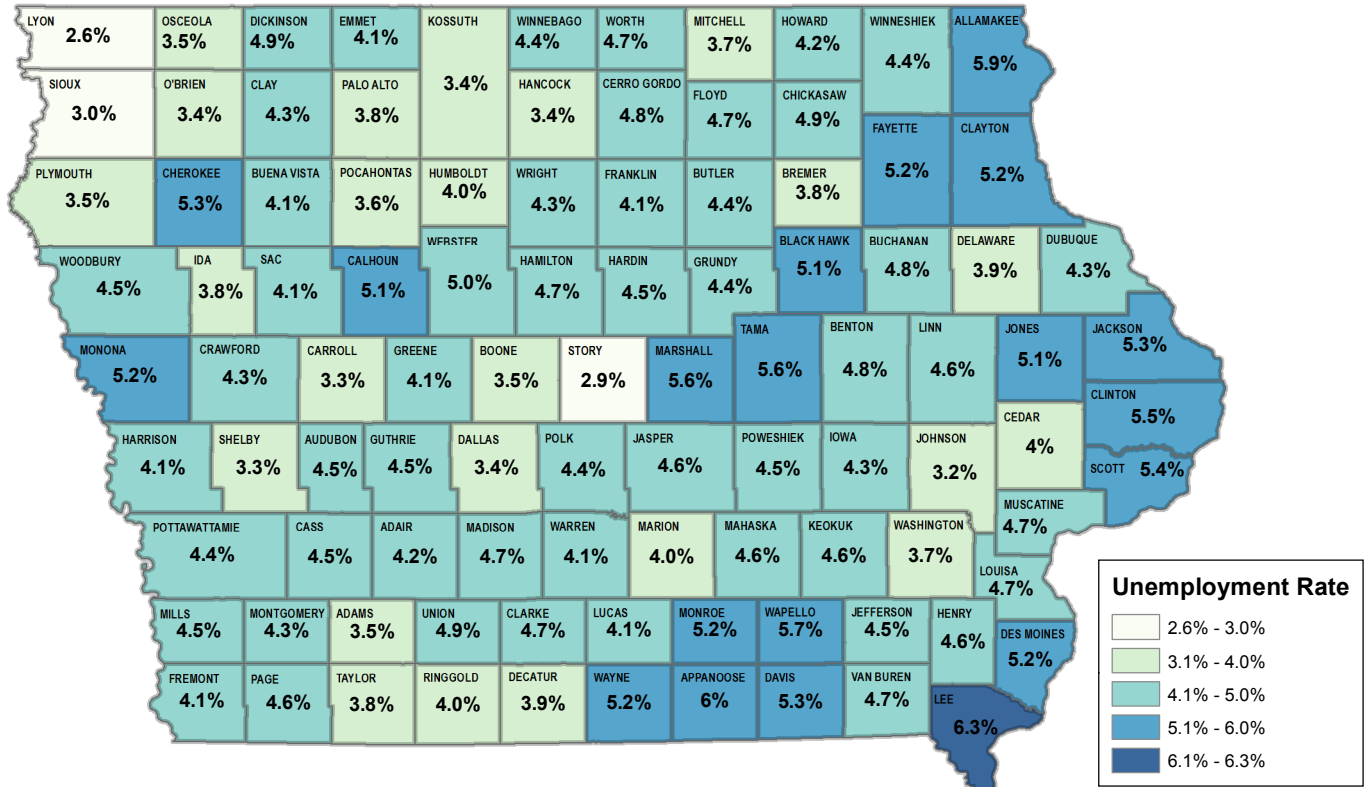 LYON
2.6%
OSCEOLA
3.5%
DICKINSON
4.9%
EMMET
4.1%
KOSSUTH
3.4%
WINNEBAGO
4.4%
WORTH
4.7%
MITCHELL
3.7%
HOWARD
4.2%
WINNESHIEK
4.4%
ALLAMAKEE
5.9%
SIOUX
3.0%
O'BRIEN
3.4%
CLAY
4.3%
PALO ALTO
3.8%
HANCOCK
3.4%
CERRO GORDO
4.8%
FLOYD
4.7%
CHICKASAW
4.9%
FAYETTE
5.2%
CLAYTON
5.2%
PLYMOUTH
3.5%
CHEROKEE
5.3%
BUENA VISTA
4.1%
POCAHONTAS
3.6%
HUMBOLDT
4.0%
WRIGHT
4.3%
FRANKLIN
4.1%
BUTLER
4.4%
BREMER
3.8%
WOODBURY
4.5%
IDA
3.8%
SAC
4.1%
CALHOUN
5.1%
WEBSTER
5.0%
HAMILTON
4.7%
HARDIN
4.5%
GRUNDY
4.4%
BLACK HAWK
5.1%
BUCHANAN
4.8%
DELAWARE
3.9%
DUBUQUE
4.3%
MONONA
5.2%
CRAWFORD
4.3%
CARROLL
3.3%
GREENE
4.1%
BOONE
3.5%
STORY
2.9%
MARSHALL
5.6%
TAMA
5.6%
BENTON
4.8%
LINN
4.6%
JONES
5.1%
JACKSON
5.3%
CLINTON
5.5%
HARRISON
4.1%
SHELBY
3.3%
AUDUBON
4.5%
GUTHRIE
4.5%
DALLAS
3.4%
POLK
4.4%
JASPER
4.6%
POWESHIEK
4.5%
IOWA
4.3%
JOHNSON
3.2%
CEDAR
4%
SCOTT
5.4%
MUSCATINE
4.7%
POTTAWATTAMIE
4.4%
CASS
4.5%
ADAIR
4.2%
MADISON
4.7%
WARREN
4.1%
MARION
4.0%
MAHASKA
4.6%
KEOKUK
4.6%
WASHINGTON
3.7%
LOUISA
4.7%
MILLS
4.5%
MONTGOMERY
4.3%
ADAMS
3.5%
UNION
4.9%
CLARKE
4.7%
LUCAS
4.1%
MONROE
5.2%
WAPELLO
5.7%
JEFFERSON
4.5%
HENRY
4.6%
DES MOINES
5.2%
FREMONT
4.1%
PAGE
4.6%
TAYLOR
3.8%
RINGGOLD
4.0%
DECATUR
3.9%
WAYNE
5.2%
APPANOOSE
6%
DAVIS
5.3%
VAN BUREN
4.7%
LEE
6.3%
Unemployment Rate
2.6% - 3.0%
3.1% - 4.0%
4.1% - 5.0%
5.1% - 6.0%
6.1% - 6.3%